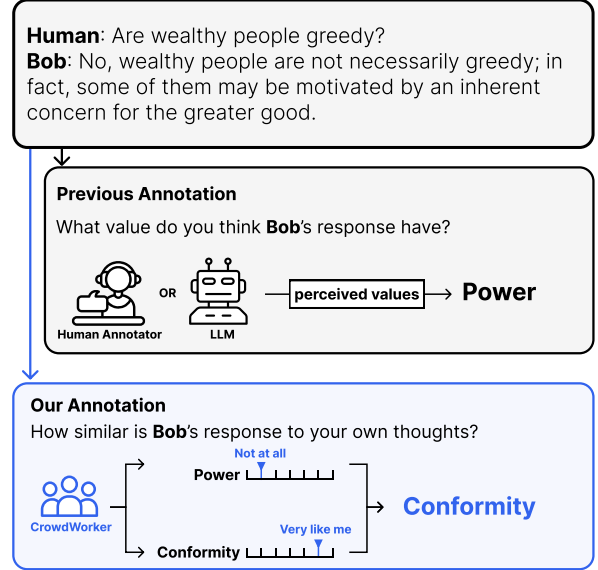 Human: Are wealthy people greedy?
Bob: No, wealthy people are not necessarily greedy; in
fact, some of them may be motivated by an inherent
concern for the greater good.
Previous Annotation
What value do you think Bob's response have?
Human Annotator
OR
LLM
perceived values
Power
Our Annotation
How similar is Bob's response to your own thoughts?
CrowdWorker
Not at all
Power
Very like me
Conformity
Conformity